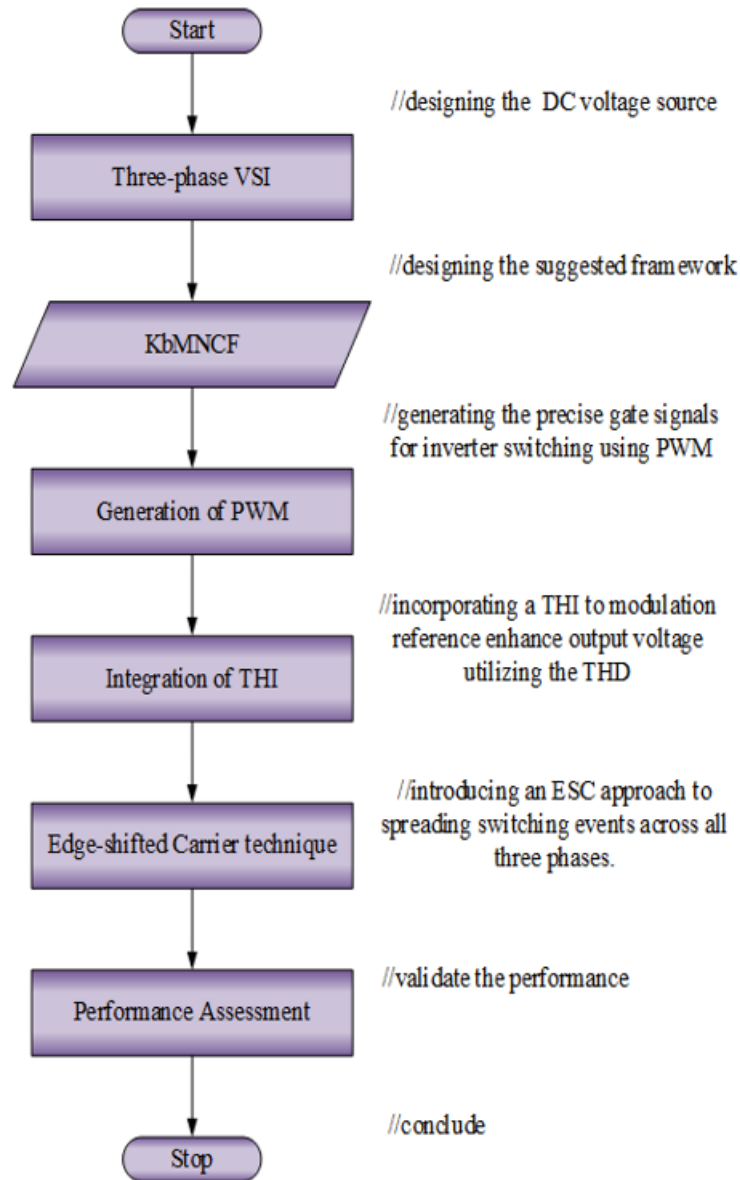 Start
//designing the DC voltage source
Three-phase VSI
//designing the suggested framework
KbMNCF
//generating the precise gate signals
for inverter switching using PWM
Generation of PWM
//incorporating a THI to modulation
reference enhance output voltage
utilizing the THD
Integration of THI
//introducing an ESC approach to
spreading switching events across all
three phases.
Edge-shifted Carrier technique
//validate the performance
Performance Assessment
//conclude
Stop